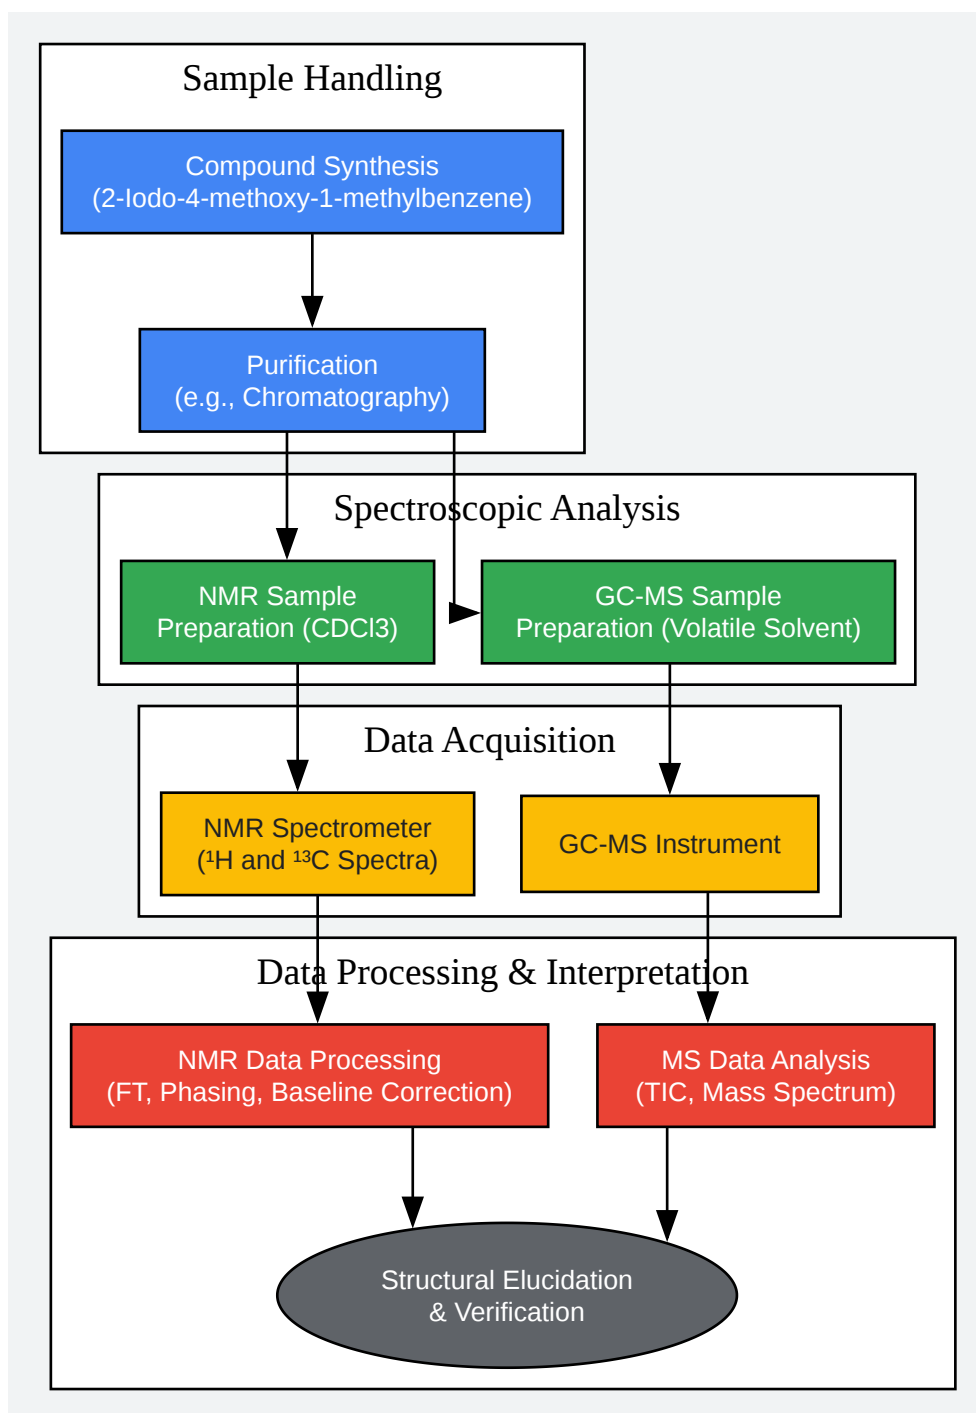 Sample Handling
Compound Synthesis
(2-Iodo-4-methoxy-1-methylbenzene)
Purification
(e.g., Chromatography)
Spectroscopic Analysis
NMR Sample
Preparation (CDCl3)
GC-MS Sample
Preparation (Volatile Solvent)
Data Acquisition
NMR Spectrometer
(¹H and ¹³C Spectra)
GC-MS Instrument
Data Processing & Interpretation
NMR Data Processing
(FT, Phasing, Baseline Correction)
MS Data Analysis
(TIC, Mass Spectrum)
Structural Elucidation
& Verification